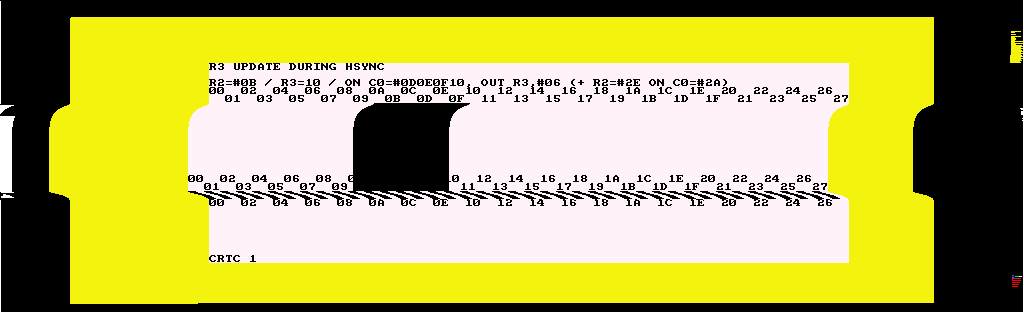 R3 UPDATE DURING HSYNC
R2=#0B / R3=10 / ON C0=#0D0E0F10, OUT R3,#06 (+ R2=#2E ON C0=#2A)
00 02 04 06 08 0A 0C 0E 10 12 14 16 18 1A 1C 1E 20 22 24 26
01 03 05 07 09 0B 0D 0F 11 13 15 17 19 1B 1D 1F 21 23 25 27
00 02 04 06 0 10 12 14 16 18 1A 1C 1E 20 22 24 26
01 03 05 07 09 11 13 15 17 19 1B 1D 1F 21 23 25 27
00 02 04 06 08 0A 0C 0E 10 12 14 16 18 1A 1C 1E 20 22 24 26
CRTC 1